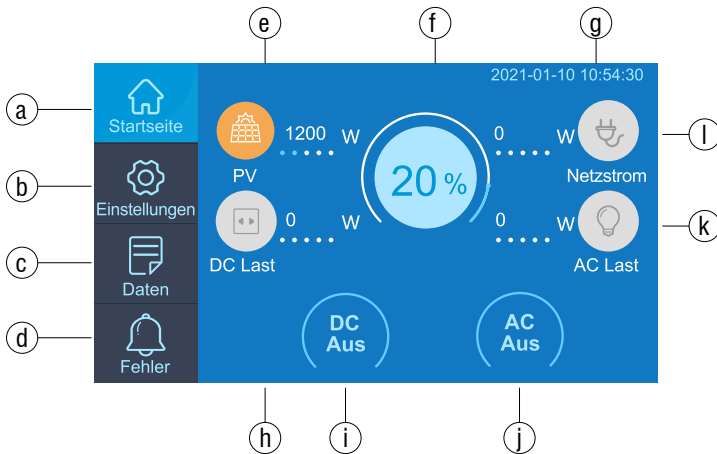 e
f
g
2021-01-10 10:54:30
a
Startseite
1200 W
0 W
l
20 %
PV
Netzstrom
b
Einstellungen
0 W
0 W
k
DC Last
AC Last
c
Daten
DC
Aus
AC
Aus
d
Fehler
h
i
j